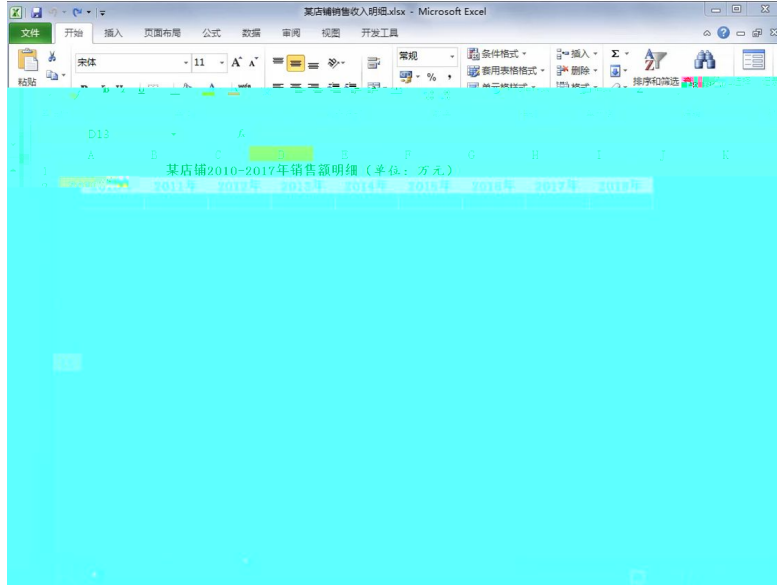 某店铺销售收入明细.xlsx - Microsoft Excel
文件 开始 插入 页面布局 公式 数据 审阅 视图 开发工具
宋体 11 A A 常规 条件格式 插入 Σ
粘贴 % , 套用表格格式 删除 排序和筛选
D13
A B C D E F G H I J K
某店铺2010-2017年销售额明细（单位：万元）
2011年 2012年 2013年 2014年 2015年 2016年 2017年 2018年